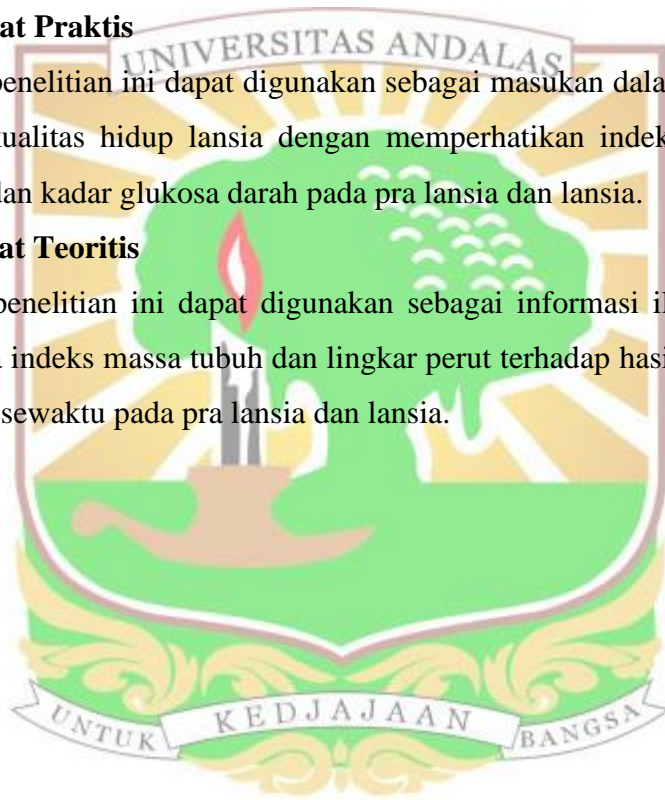 at Praktis
UNIVERSITAS ANDALAS
penelitian ini dapat digunakan sebagai masukan dala
kualitas hidup lansia dengan memperhatikan indek
dan kadar glukosa darah pada pra lansia dan lansia.
at Teoritis
penelitian ini dapat digunakan sebagai informasi il
indeks massa tubuh dan lingkar perut terhadap hasi
sewaktu pada pra lansia dan lansia.
UNTUK KEDJAJAAN BANGSA